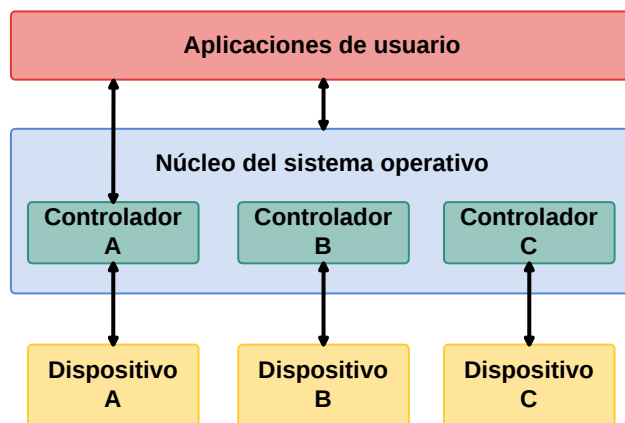 Aplicaciones de usuario
Núcleo del sistema operativo
Controlador
A
Controlador
B
Controlador
C
Dispositivo
A
Dispositivo
B
Dispositivo
C